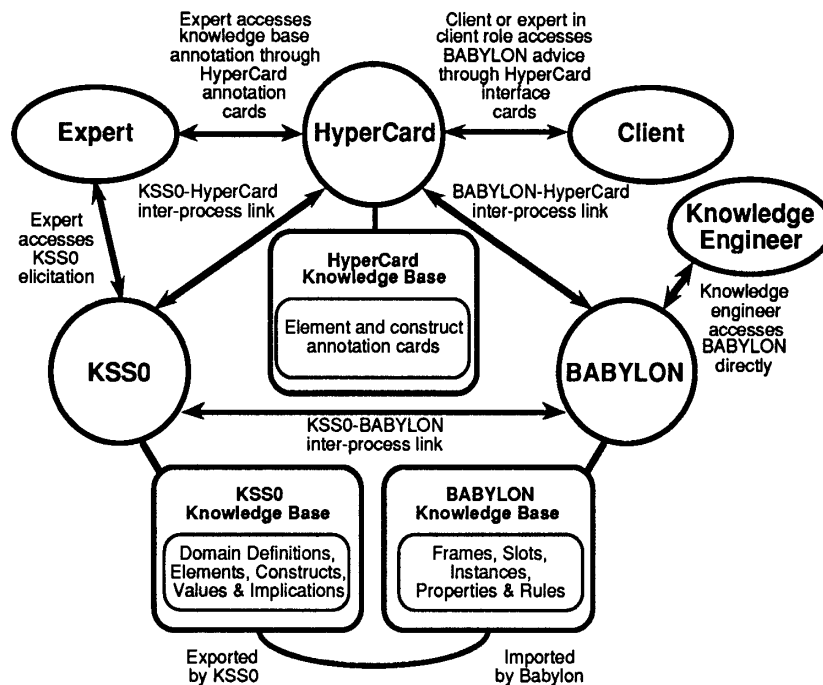 Expert accesses
knowledge base
annotation through
HyperCard
annotation
cards
Client or expert in
client role accesses
BABYLON advice
through HyperCard
interface
cards
Expert
HyperCard
Client
KSS0-HyperCard
inter-process link
BABYLON-HyperCard
inter-process link
Knowledge
Engineer
Expert
accesses
KSS0
elicitation
HyperCard
Knowledge Base
Element and construct
annotation cards
Knowledge
engineer
accesses
BABYLON
directly
KSS0
BABYLON
KSS0-BABYLON
inter-process link
KSS0
Knowledge Base
Domain Definitions,
Elements, Constructs,
Values & Implications
BABYLON
Knowledge Base
Frames, Slots,
Instances,
Properties & Rules
Exported
by KSS0
Imported
by Babylon